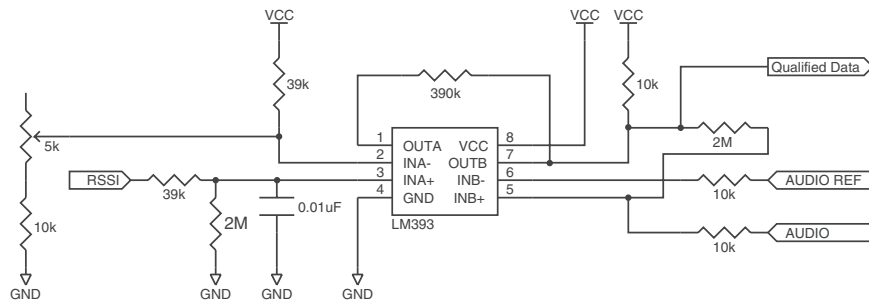 VCC
VCC
VCC
39k
390k
10k
Qualified Data
5k
1
OUTA
VCC
8
2M
2
INA-
OUTB
7
RSSI
39k
3
INA+
INB-
6
10k
AUDIO REF
4
GND
INB+
5
10k
2M
0.01uF
LM393
10k
AUDIO
GND
GND
GND
GND